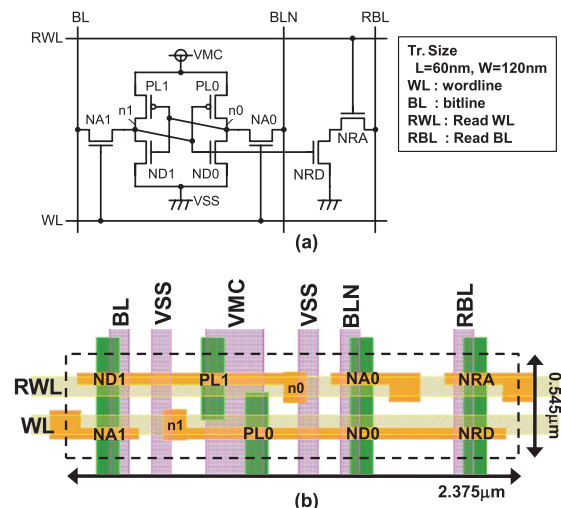 BL
BLN
RBL
RWL
VMC
PL1
PL0
n1
n0
NA1
NA0
NRA
ND1
ND0
NRD
VSS
WL
(a)
Tr. Size
L=60nm, W=120nm
WL : wordline
BL : bitline
RWL : Read WL
RBL : Read BL
BL
VSS
VMC
VSS
BLN
RBL
RWL
ND1
PL1
n0
NA0
NRA
WL
NA1
n1
PL0
ND0
NRD
0.545μm
2.375μm
(b)